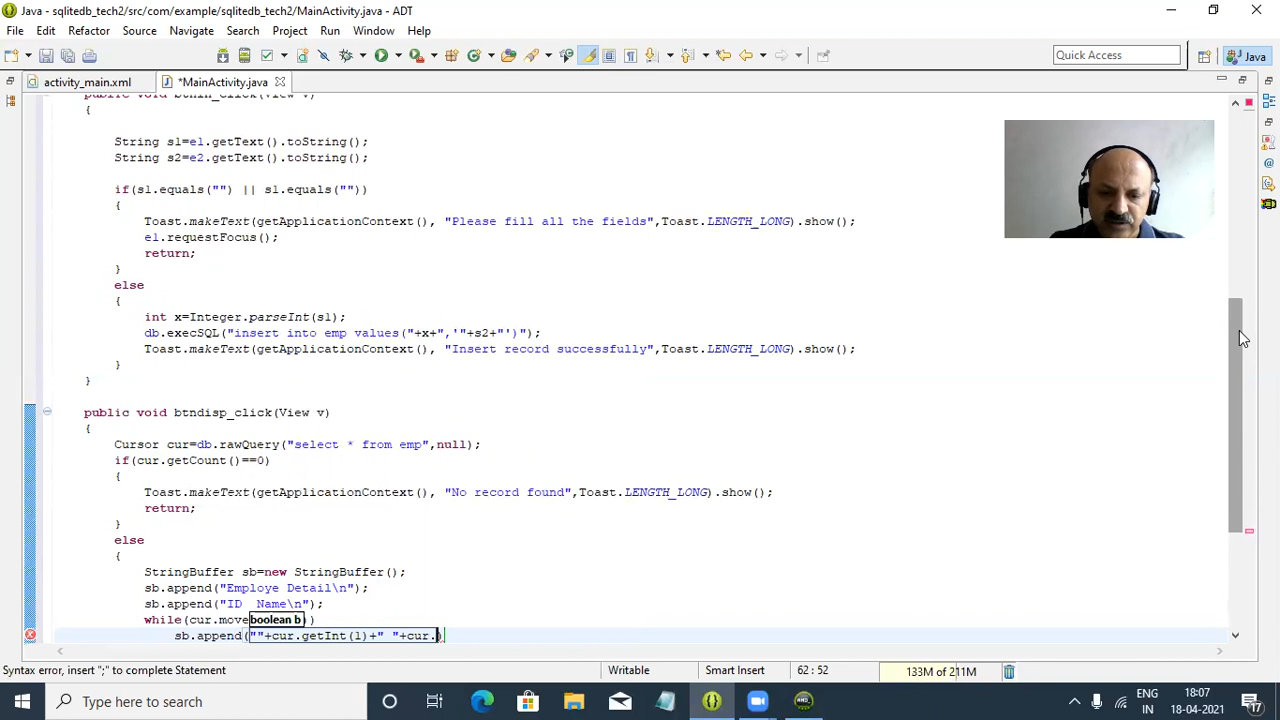 Java - sqlitedb_tech2/src/com/example/sqlitedb_tech2/MainActivity.java - ADT
File Edit Refactor Source Navigate Search Project Run Window Help
Quick Access
Java
activity_main.xml
*MainActivity.java
public void btnin_click(View v)
{
String s1=e1.getText().toString();
String s2=e2.getText().toString();
if(s1.equals("") || s1.equals(""))
{
Toast.makeText(getApplicationContext(), "Please fill all the fields",Toast.LENGTH_LONG).show();
e1.requestFocus();
return;
}
else
{
int x=Integer.parseInt(s1);
db.execSQL("insert into emp values("+x+",'"+s2+"')");
Toast.makeText(getApplicationContext(), "Insert record successfully",Toast.LENGTH_LONG).show();
}
}
public void btndisp_click(View v)
{
Cursor cur=db.rawQuery("select * from emp",null);
if(cur.getCount()==0)
{
Toast.makeText(getApplicationContext(), "No record found",Toast.LENGTH_LONG).show();
return;
}
else
{
StringBuffer sb=new StringBuffer();
sb.append("Employe Detail\n");
sb.append("ID  Name\n");
while(cur.move boolean b ))
sb.append(""+cur.getInt(1)+" "+cur.)
Syntax error, insert ";" to complete Statement
Writable
Smart Insert
62 : 52
133M of 211M
Type here to search
ENG
IN
18:07
18-04-2021
17